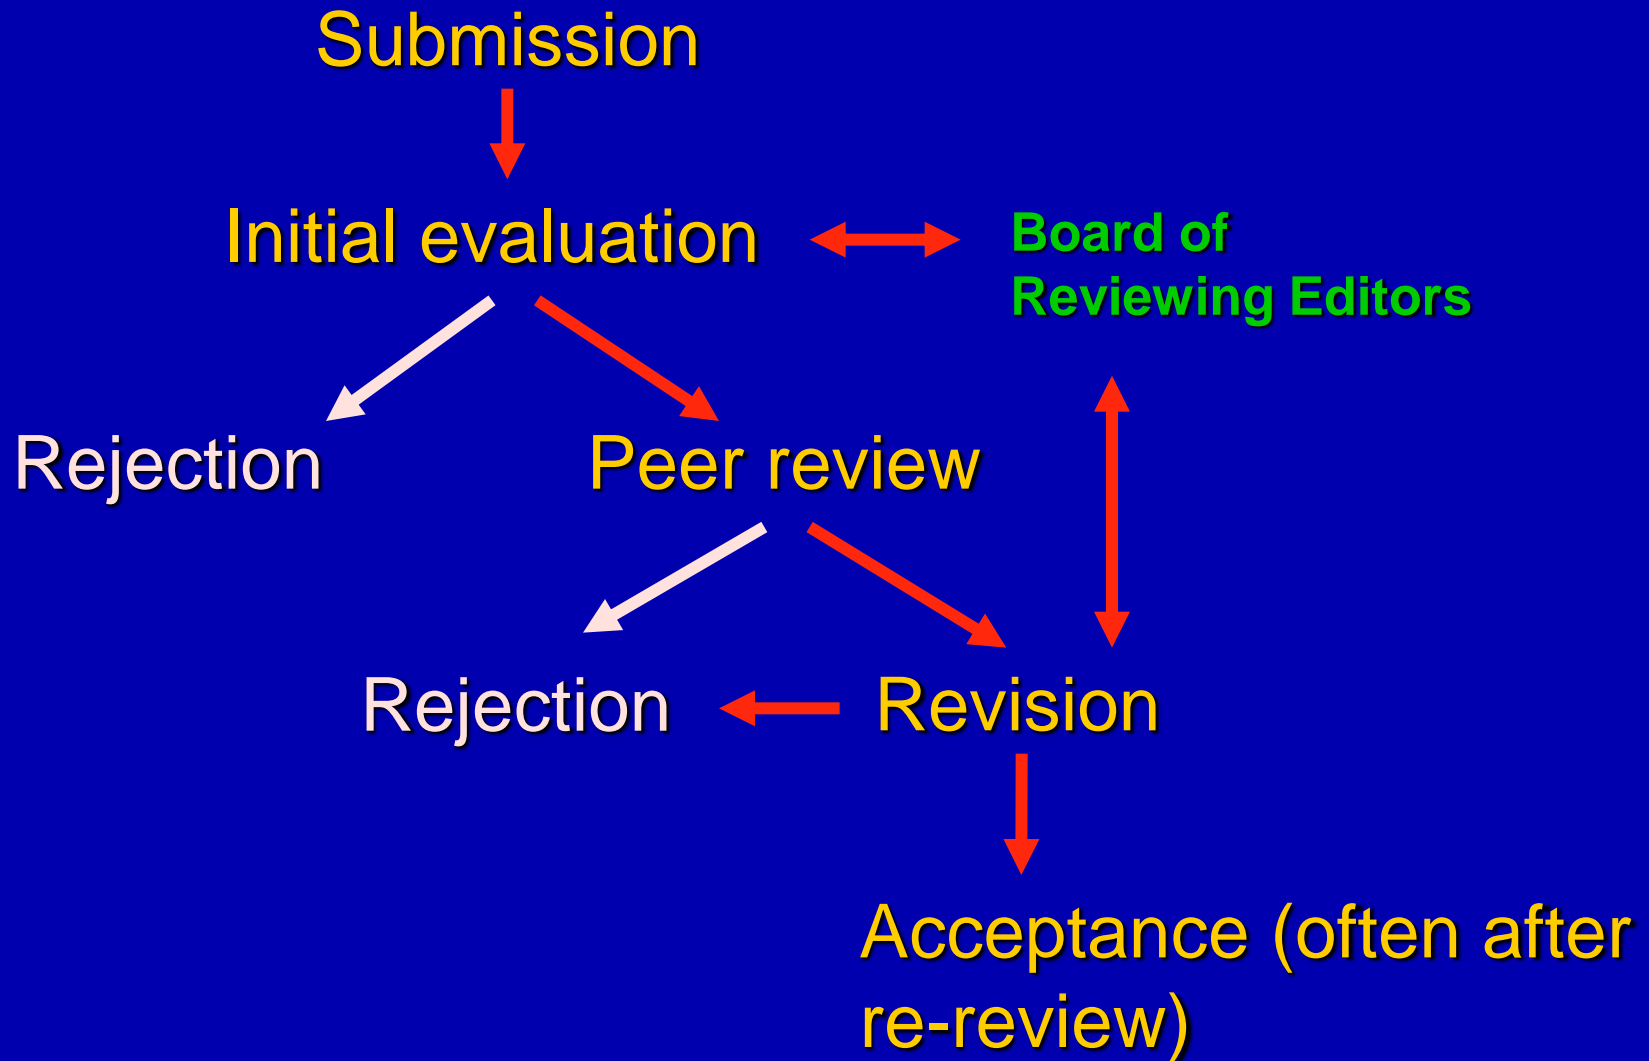 Submission
Initial evaluation
Board of
Reviewing Editors
Rejection
Peer review
Rejection
Revision
Acceptance (often after
re-review)